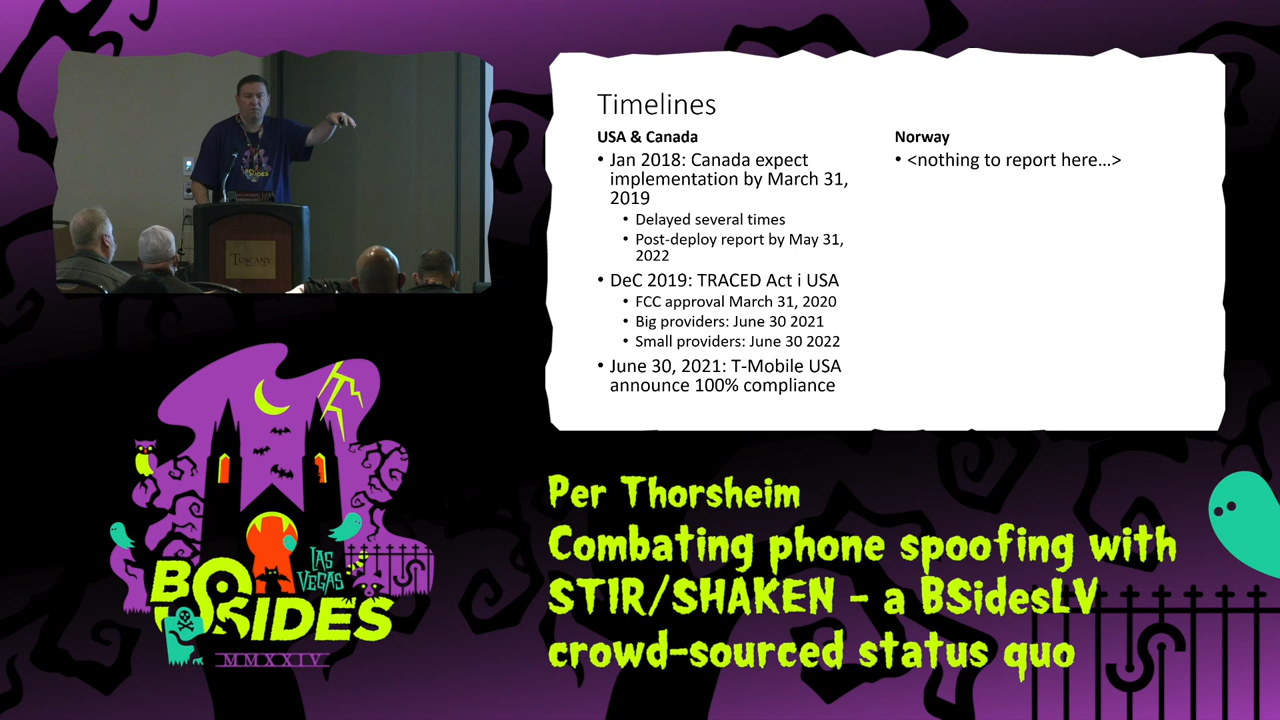 Timelines
USA & Canada
• Jan 2018: Canada expect
implementation by March 31,
2019
• Delayed several times
• Post-deploy report by May 31,
2022
• DeC 2019: TRACED Act i USA
• FCC approval March 31, 2020
• Big providers: June 30 2021
• Small providers: June 30 2022
• June 30, 2021: T-Mobile USA
announce 100% compliance
Norway
• <nothing to report here...>
TUSCANY
BSIDES
LAS
VEGAS
BSIDES
MMXXIV
Per Thorsheim
Combating phone spoofing with
STIR/SHAKEN - a BSidesLV
crowd-sourced status quo